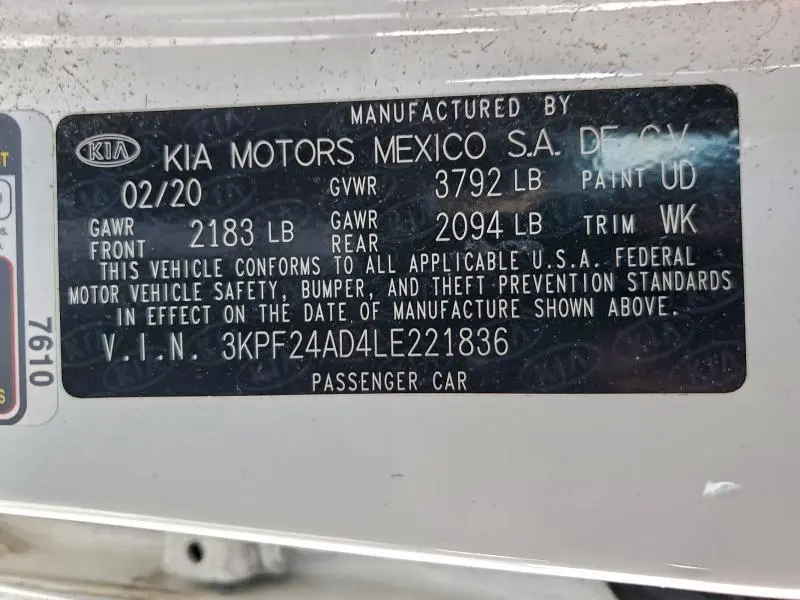 MANUFACTURED BY
KIA KIA MOTORS MEXICO S.A. DE C.V.
02/20 GVWR 3792 LB PAINT UD
GAWR FRONT 2183 LB GAWR REAR 2094 LB TRIM WK
THIS VEHICLE CONFORMS TO ALL APPLICABLE U.S.A. FEDERAL
MOTOR VEHICLE SAFETY, BUMPER, AND THEFT PREVENTION STANDARDS
IN EFFECT ON THE DATE OF MANUFACTURE SHOWN ABOVE.
V.I.N. 3KPF24AD4LE221836
PASSENGER CAR
7610